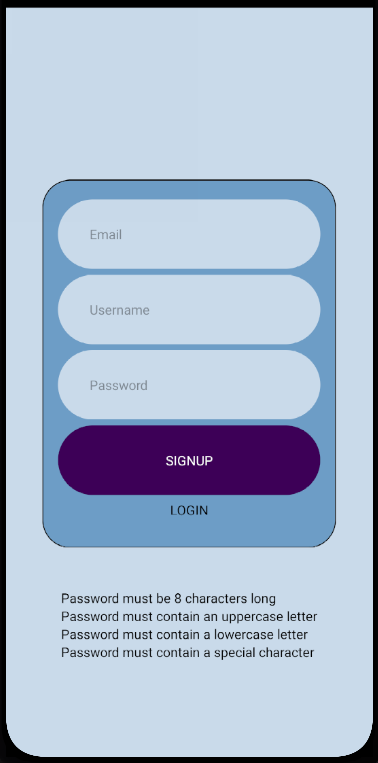 Email
Username
Password
SIGNUP
LOGIN
Password must be 8 characters long
Password must contain an uppercase letter
Password must contain a lowercase letter
Password must contain a special character